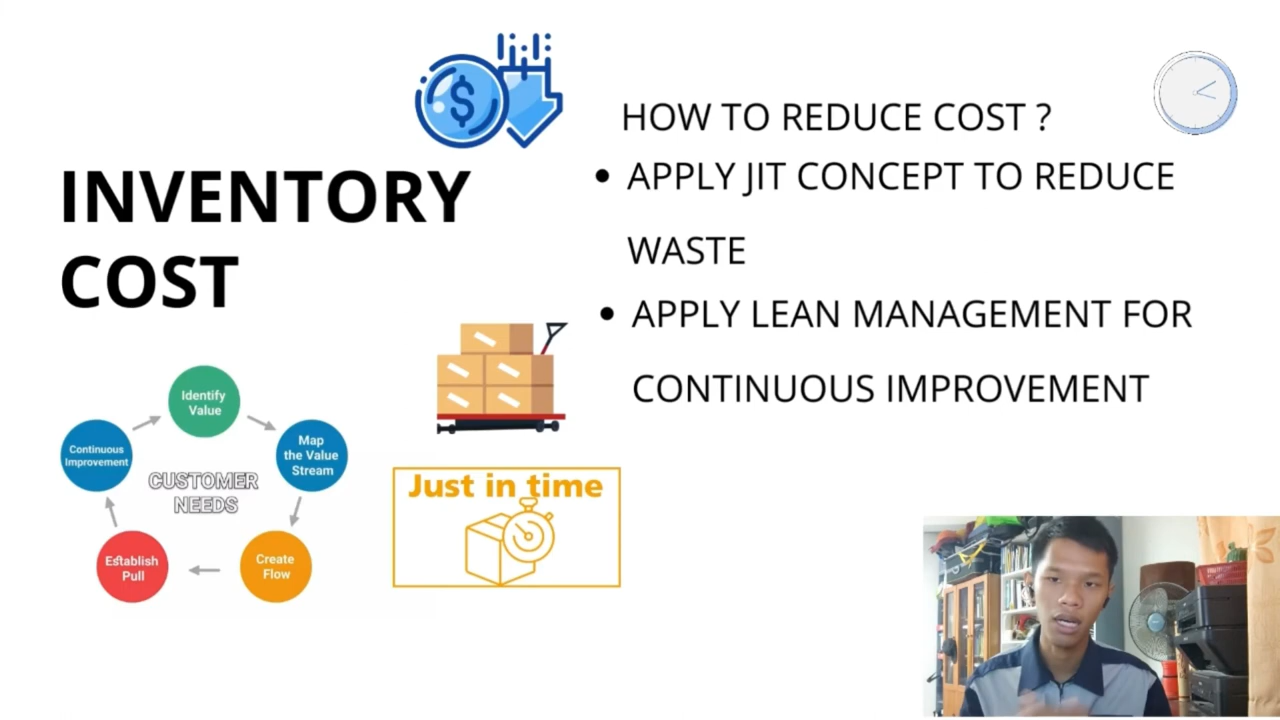 INVENTORY
COST
HOW TO REDUCE COST ?
• APPLY JIT CONCEPT TO REDUCE
WASTE
• APPLY LEAN MANAGEMENT FOR
CONTINUOUS IMPROVEMENT
Identify
Value
Map
the Value
Stream
Create
Flow
Establish
Pull
Continuous
Improvement
CUSTOMER
NEEDS
Just in time
$